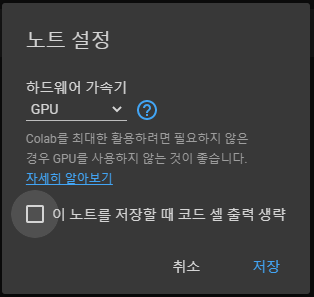 노트 설정
하드웨어 가속기
GPU
Colab를 최대한 활용하려면 필요하지 않은
경우 GPU를 사용하지 않는 것이 좋습니다.
자세히 알아보기
이 노트를 저장할 때 코드 셀 출력 생략
취소 저장